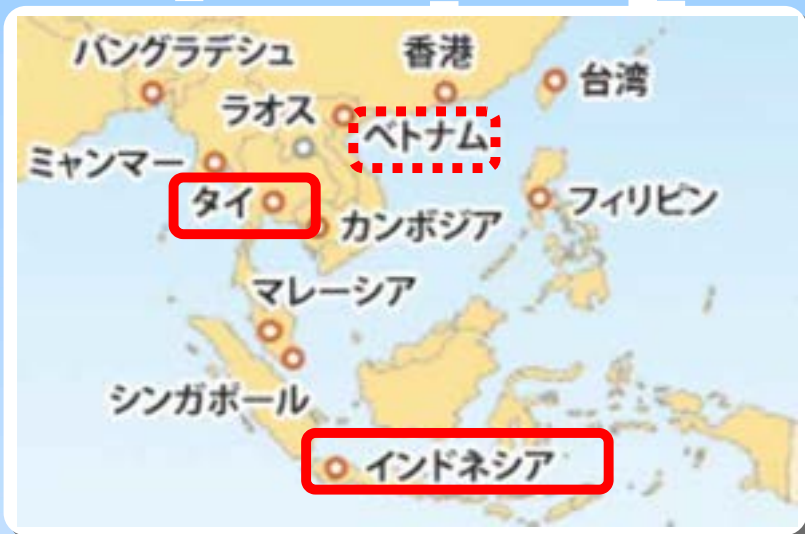 バングラデシュ
香港
台湾
ラオス
ベトナム
ミャンマー
タイ
カンボジア
フィリピン
マレーシア
シンガポール
インドネシア